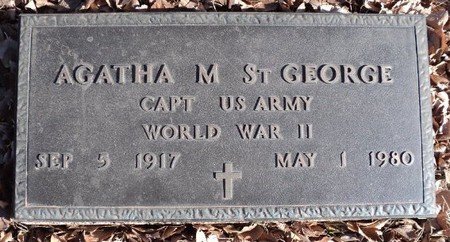 AGATHA M St GEORGE
CAPT US ARMY
WORLD WAR II
SEP 5 1917 MAY 1 1980